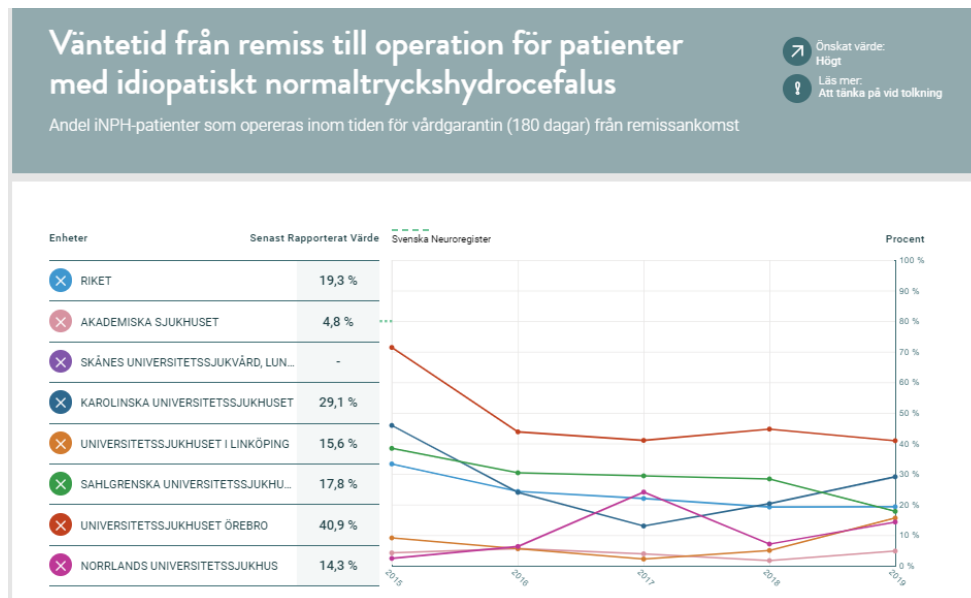 Väntetid från remiss till operation för patienter
med idiopatiskt normaltryckshydrocefalus
Andel iNPH-patienter som opereras inom tiden för vårdgarantin (180 dagar) från remissankomst
Önskat värde:
Högt
Läs mer:
Att tänka på vid tolkning
Enheter
Senast Rapporterat Värde
Svenska Neuroregister
Procent
RIKET 19,3 %
AKADEMISKA SJUKHUSET 4,8 %
SKÅNES UNIVERSITETSSJUKVÅRD, LUN... -
KAROLINSKA UNIVERSITETSSJUKHUSET 29,1 %
UNIVERSITETSSJUKHUSET I LINKÖPING 15,6 %
SAHLGRENSKA UNIVERSITETSSJUKHU... 17,8 %
UNIVERSITETSSJUKHUSET ÖREBRO 40,9 %
NORRLANDS UNIVERSITETSSJUKHUS 14,3 %
100 %
90 %
80 %
70 %
60 %
50 %
40 %
30 %
20 %
10 %
0 %
2015
2016
2017
2018
2019